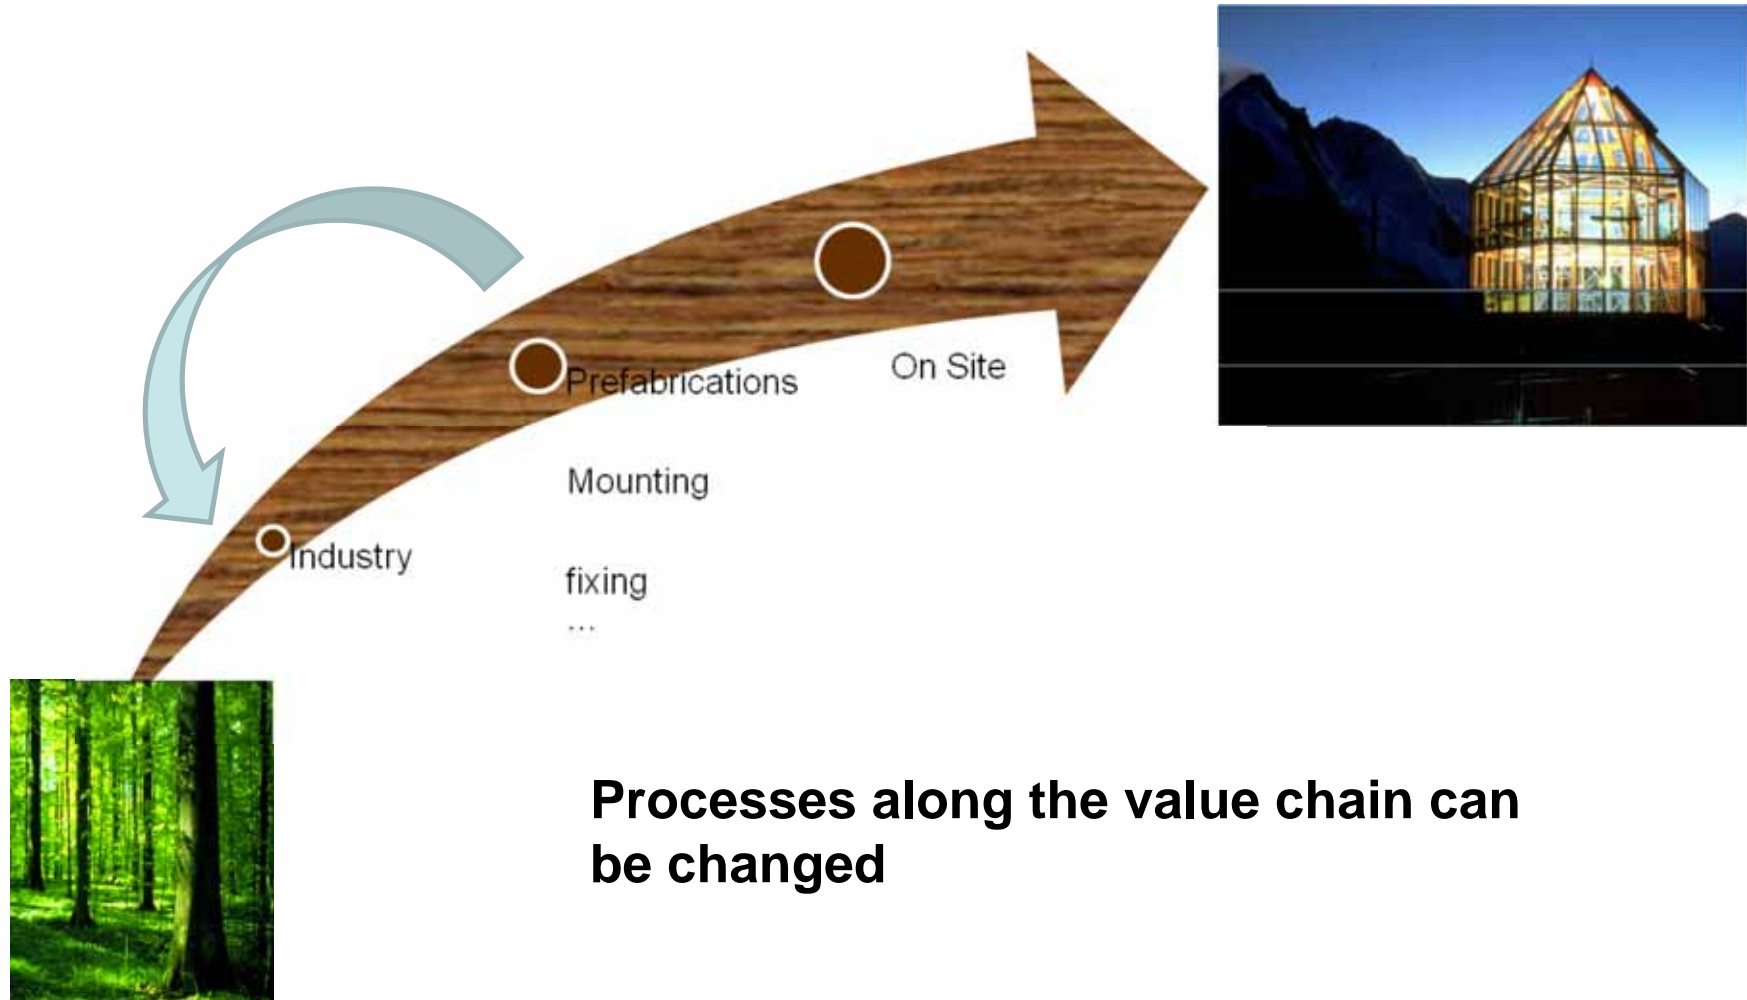 On Site
Prefabrications
Mounting
Industry
fixing
...
Processes along the value chain can
be changed